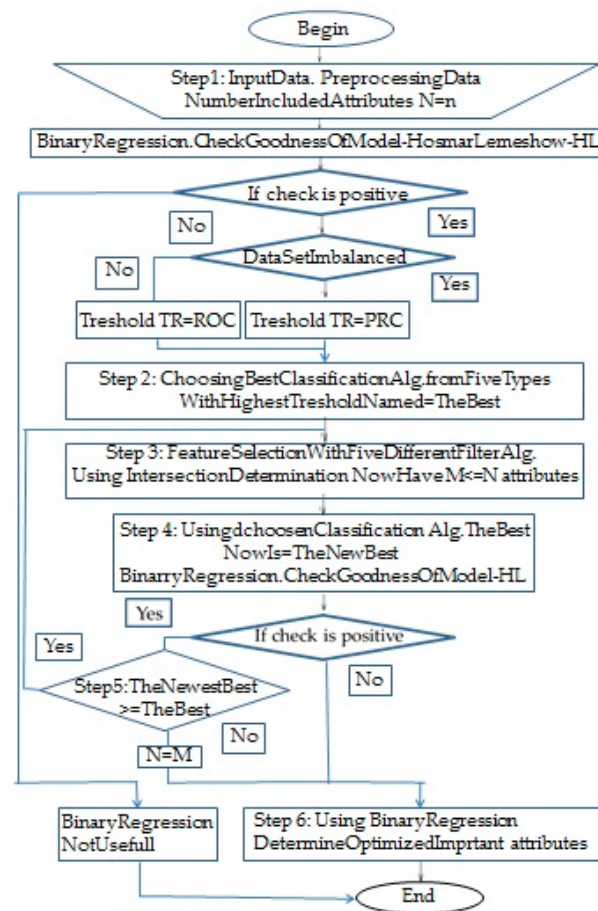 Begin
Step1: InputData. PreprocessingData
NumberIncludedAttributes N=n
BinaryRegression.CheckGoodnessOfModel-HosmarLemeshow-HL
If check is positive
No
Yes
DataSetImbalanced
No
Yes
Treshold TR=ROC
Treshold TR=PRC
Step 2: ChoosingBestClassificationAlg.fromFiveTypes
WithHighestTresholdNamed=TheBest
Step 3: FeatureSelectionWithFiveDifferentFilterAlg.
Using IntersectionDetermination NowHave M<=N attributes
Step 4: UsingdchoosenClassification Alg.TheBest
NowIs=TheNewBest
BinarryRegression.CheckGoodnessOfModel-HL
Yes
If check is positive
Yes
No
Step5:TheNewestBest
>=TheBest
No
N=M
BinaryRegression
NotUsefull
Step 6: Using BinaryRegression
DetermineOptimizedImprtant attributes
End